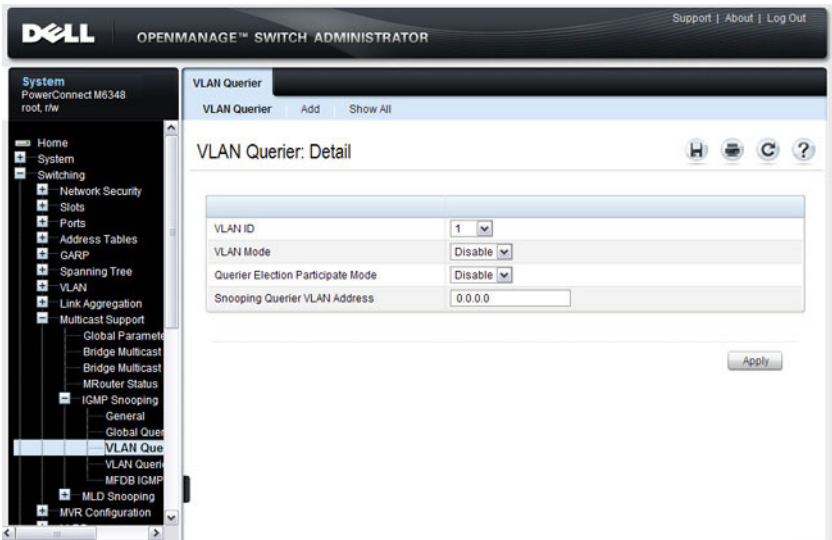 Support | About | Log Out
DELL
OPENMANAGE™ SWITCH ADMINISTRATOR
System
PowerConnect M6348
root, r/w
Home
System
Switching
Network Security
Slots
Ports
Address Tables
GARP
Spanning Tree
VLAN
Link Aggregation
Multicast Support
Global Paramete
Bridge Multicast
Bridge Multicast
MRouter Status
IGMP Snooping
General
Global Quer
VLAN Que
VLAN Queri
MFDB IGMP
MLD Snooping
MVR Configuration
VLAN Querier
VLAN Querier Add Show All
VLAN Querier: Detail
VLAN ID 1
VLAN Mode Disable
Querier Election Participate Mode Disable
Snooping Querier VLAN Address 0.0.0.0
Apply